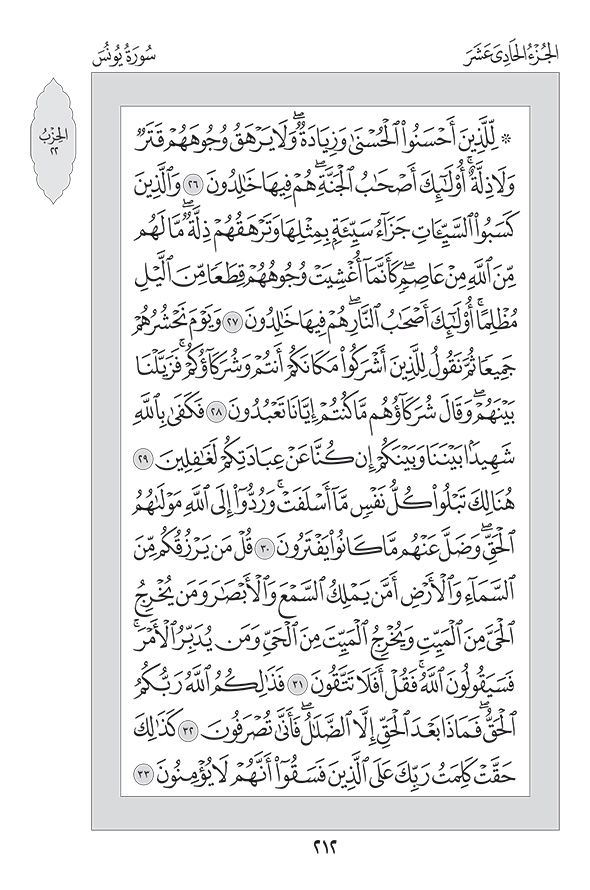 الجُزْءُ الحَادِىَ عَشَرَ
سُورَةُ يُونُسَ
الحِزْبُ
٢٢
۞ لِّلَّذِينَ أَحْسَنُوا۟ ٱلْحُسْنَىٰ وَزِيَادَةٌۖ وَلَا يَرْهَقُ وُجُوهَهُمْ قَتَرٌ
وَلَا ذِلَّةٌۚ أُو۟لَٰٓئِكَ أَصْحَٰبُ ٱلْجَنَّةِۖ هُمْ فِيهَا خَٰلِدُونَ ٢٦ وَٱلَّذِينَ
كَسَبُوا۟ ٱلسَّيِّـَٔاتِ جَزَآءُ سَيِّئَةٍۭ بِمِثْلِهَا وَتَرْهَقُهُمْ ذِلَّةٌۖ مَّا لَهُم
مِّنَ ٱللَّهِ مِنْ عَاصِمٍۖ كَأَنَّمَآ أُغْشِيَتْ وُجُوهُهُمْ قِطَعًا مِّنَ ٱلَّيْلِ
مُظْلِمًاۚ أُو۟لَٰٓئِكَ أَصْحَٰبُ ٱلنَّارِۖ هُمْ فِيهَا خَٰلِدُونَ ٢٧ وَيَوْمَ نَحْشُرُهُمْ
جَمِيعًا ثُمَّ نَقُولُ لِلَّذِينَ أَشْرَكُوا۟ مَكَانَكُمْ أَنتُمْ وَشُرَكَآؤُكُمْۚ فَزَيَّلْنَا
بَيْنَهُمْۖ وَقَالَ شُرَكَآؤُهُم مَّا كُنتُمْ إِيَّانَا تَعْبُدُونَ ٢٨ فَكَفَىٰ بِٱللَّهِ
شَهِيدًۢا بَيْنَنَا وَبَيْنَكُمْ إِن كُنَّا عَنْ عِبَادَتِكُمْ لَغَٰفِلِينَ ٢٩
هُنَالِكَ تَبْلُوا۟ كُلُّ نَفْسٍ مَّآ أَسْلَفَتْۚ وَرُدُّوٓا۟ إِلَى ٱللَّهِ مَوْلَىٰهُمُ
ٱلْحَقِّۖ وَضَلَّ عَنْهُم مَّا كَانُوا۟ يَفْتَرُونَ ٣٠ قُلْ مَن يَرْزُقُكُم مِّنَ
ٱلسَّمَآءِ وَٱلْأَرْضِ أَمَّن يَمْلِكُ ٱلسَّمْعَ وَٱلْأَبْصَٰرَ وَمَن يُخْرِجُ
ٱلْحَىَّ مِنَ ٱلْمَيِّتِ وَيُخْرِجُ ٱلْمَيِّتَ مِنَ ٱلْحَىِّ وَمَن يُدَبِّرُ ٱلْأَمْرَۚ
فَسَيَقُولُونَ ٱللَّهُۚ فَقُلْ أَفَلَا تَتَّقُونَ ٣١ فَذَٰلِكُمُ ٱللَّهُ رَبُّكُمُ
ٱلْحَقُّۖ فَمَاذَا بَعْدَ ٱلْحَقِّ إِلَّا ٱلضَّلَٰلُۖ فَأَنَّىٰ تُصْرَفُونَ ٣٢ كَذَٰلِكَ
حَقَّتْ كَلِمَتُ رَبِّكَ عَلَى ٱلَّذِينَ فَسَقُوٓا۟ أَنَّهُمْ لَا يُؤْمِنُونَ ٣٣
٢١٢